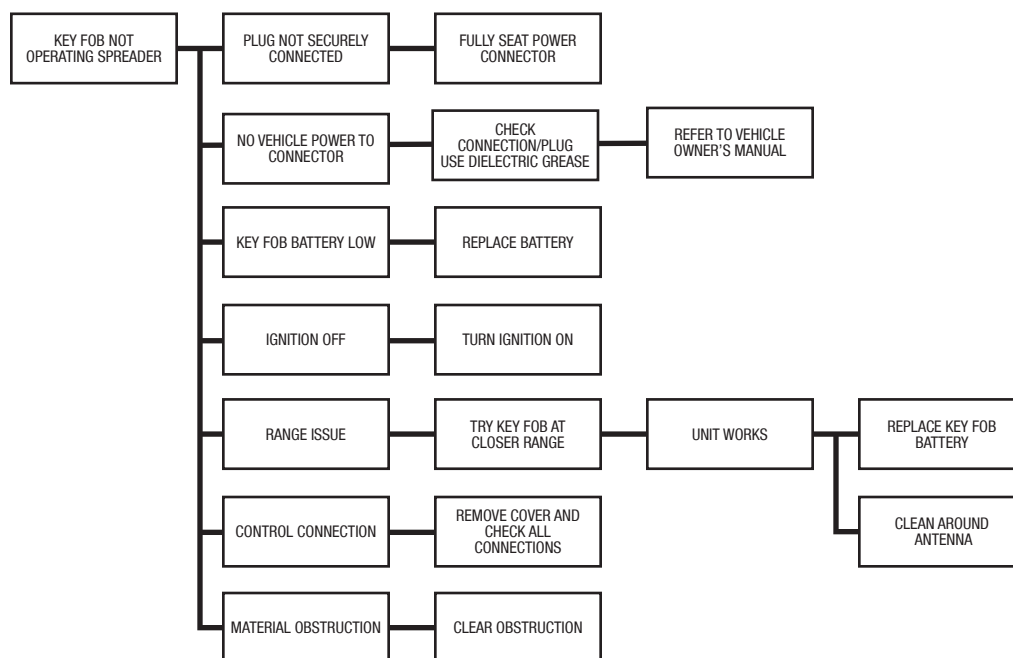 KEY FOB NOT
OPERATING SPREADER
PLUG NOT SECURELY
CONNECTED
FULLY SEAT POWER
CONNECTOR
NO VEHICLE POWER TO
CONNECTOR
CHECK
CONNECTION/PLUG
USE DIELECTRIC GREASE
REFER TO VEHICLE
OWNER'S MANUAL
KEY FOB BATTERY LOW
REPLACE BATTERY
IGNITION OFF
TURN IGNITION ON
RANGE ISSUE
TRY KEY FOB AT
CLOSER RANGE
UNIT WORKS
REPLACE KEY FOB
BATTERY
CLEAN AROUND
ANTENNA
CONTROL CONNECTION
REMOVE COVER AND
CHECK ALL
CONNECTIONS
MATERIAL OBSTRUCTION
CLEAR OBSTRUCTION